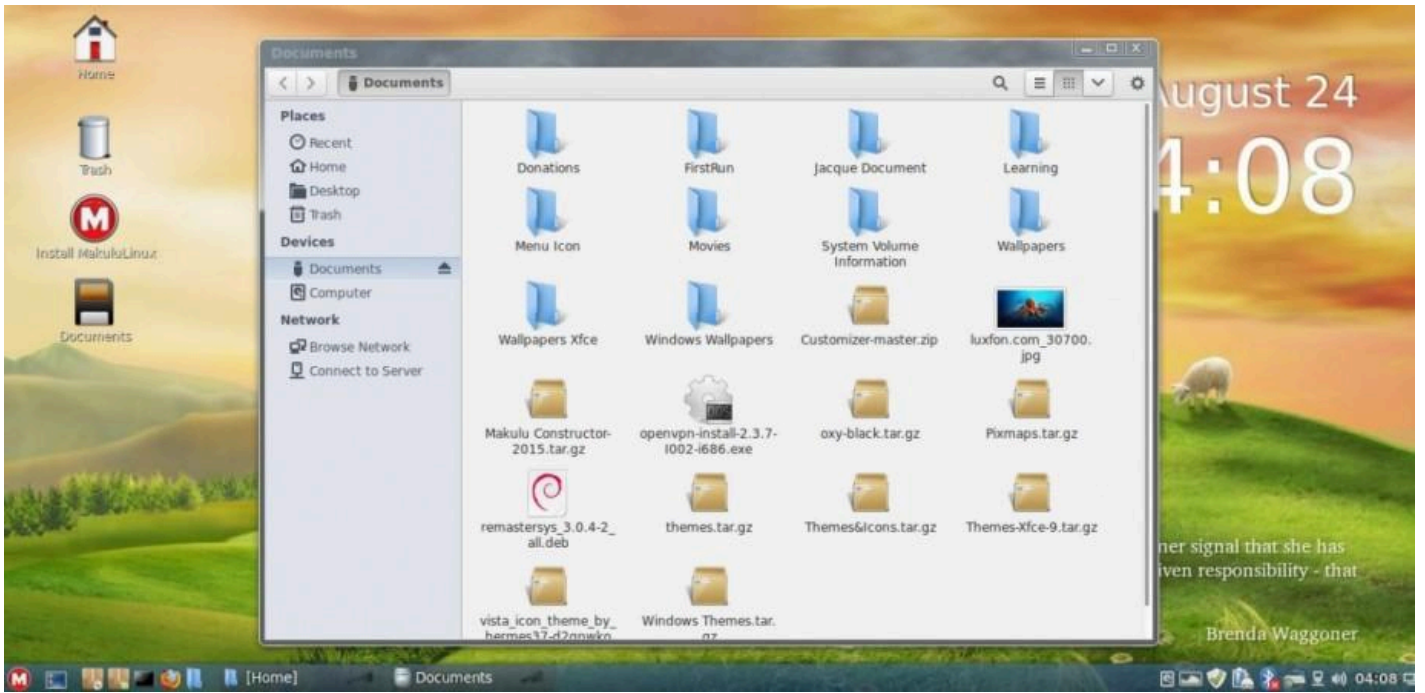 Home
Trash
Install MakuluLinux
Documents
Documents
Documents
Places
Recent
Home
Desktop
Trash
Devices
Documents
Computer
Network
Browse Network
Connect to Server
Donations
FirstRun
Jacque Document
Learning
Menu Icon
Movies
System Volume
Information
Wallpapers
Wallpapers Xfce
Windows Wallpapers
Customizer-master.zip
luxfon.com_30700.
jpg
Makulu Constructor-
2015.tar.gz
openvpn-install-2.3.7-
I002-i686.exe
oxy-black.tar.gz
Pixmaps.tar.gz
remastersys_3.0.4-2_
all.deb
themes.tar.gz
Themes&Icons.tar.gz
Themes-Xfce-9.tar.gz
vista_icon_theme_by_
Windows Themes.tar.
gz
ugust 24
4:08
ner signal that she has
iven responsibility - that
Brenda Waggoner
[Home]
Documents
04:08